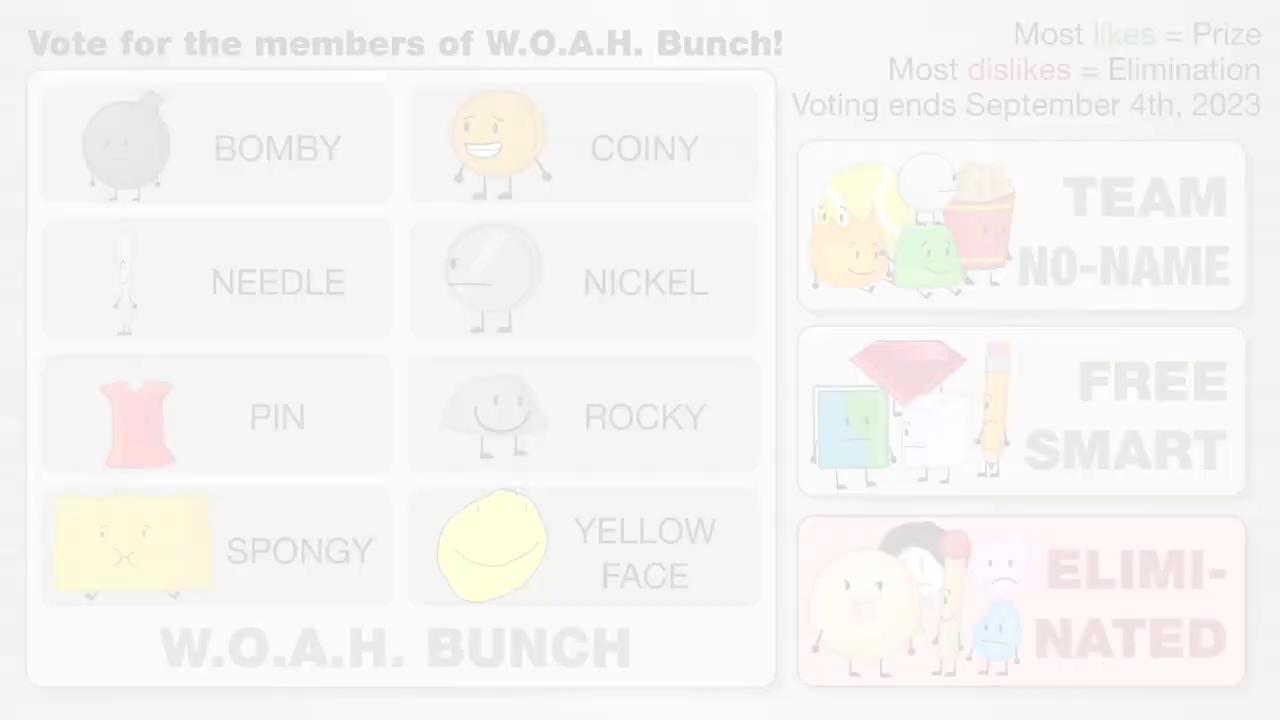 Vote for the members of W.O.A.H. Bunch!
BOMBY
COINY
NEEDLE
NICKEL
PIN
ROCKY
SPONGY
YELLOW
FACE
W.O.A.H. BUNCH
Most likes = Prize
Most dislikes = Elimination
Voting ends September 4th, 2023
TEAM
NO-NAME
FREE
SMART
ELIMI-
NATED